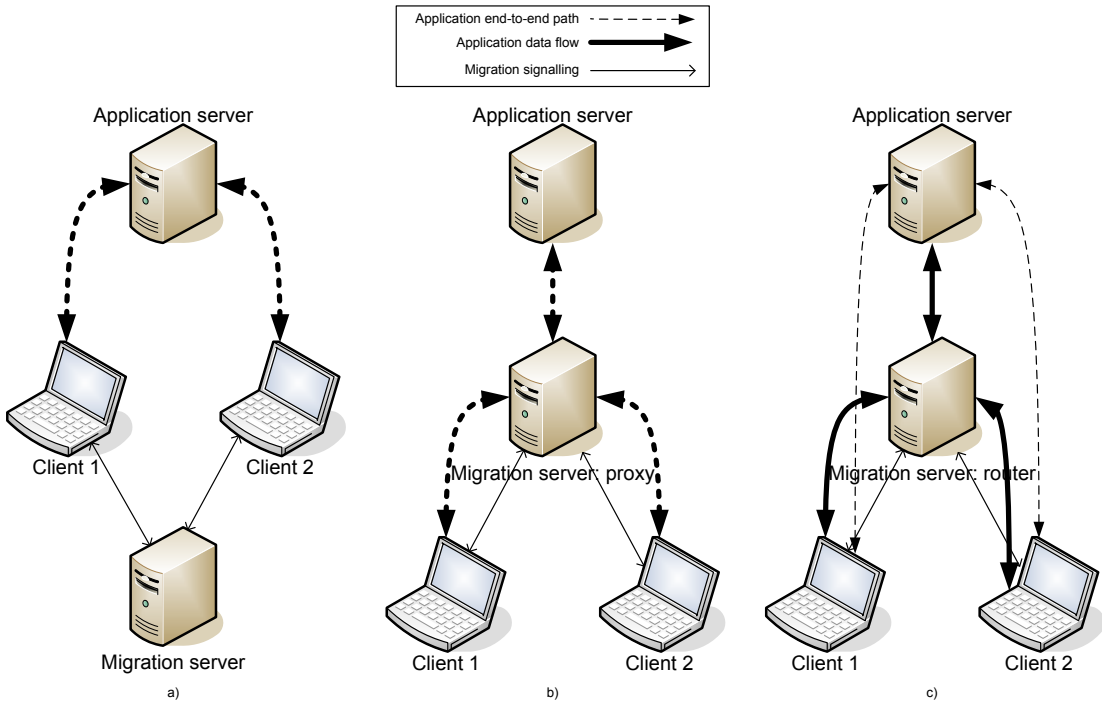 Application end-to-end path
Application data flow
Migration signalling
Application server
Application server
Application server
Client 1
Client 2
Migration server: proxy
Migration server: router
Migration server
Client 1
Client 2
Client 1
Client 2
a)
b)
c)